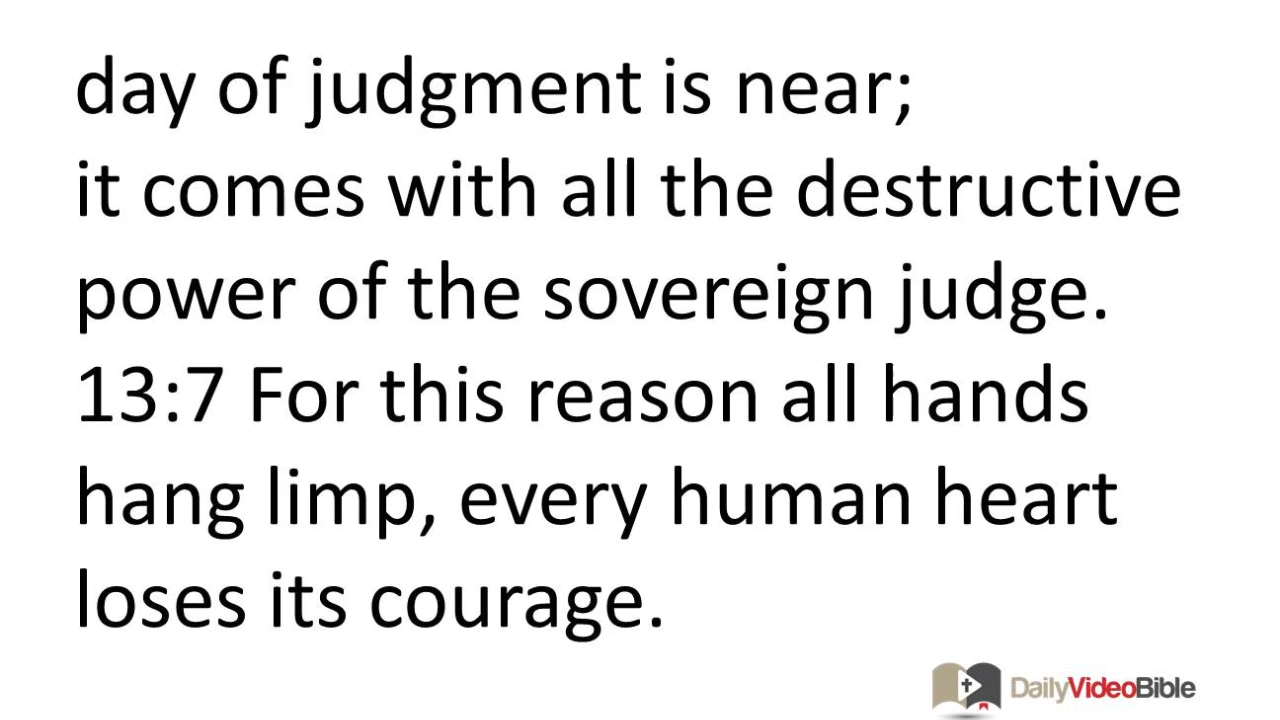 day of judgment is near;
it comes with all the destructive
power of the sovereign judge.
13:7 For this reason all hands
hang limp, every human heart
loses its courage.
DailyVideoBible